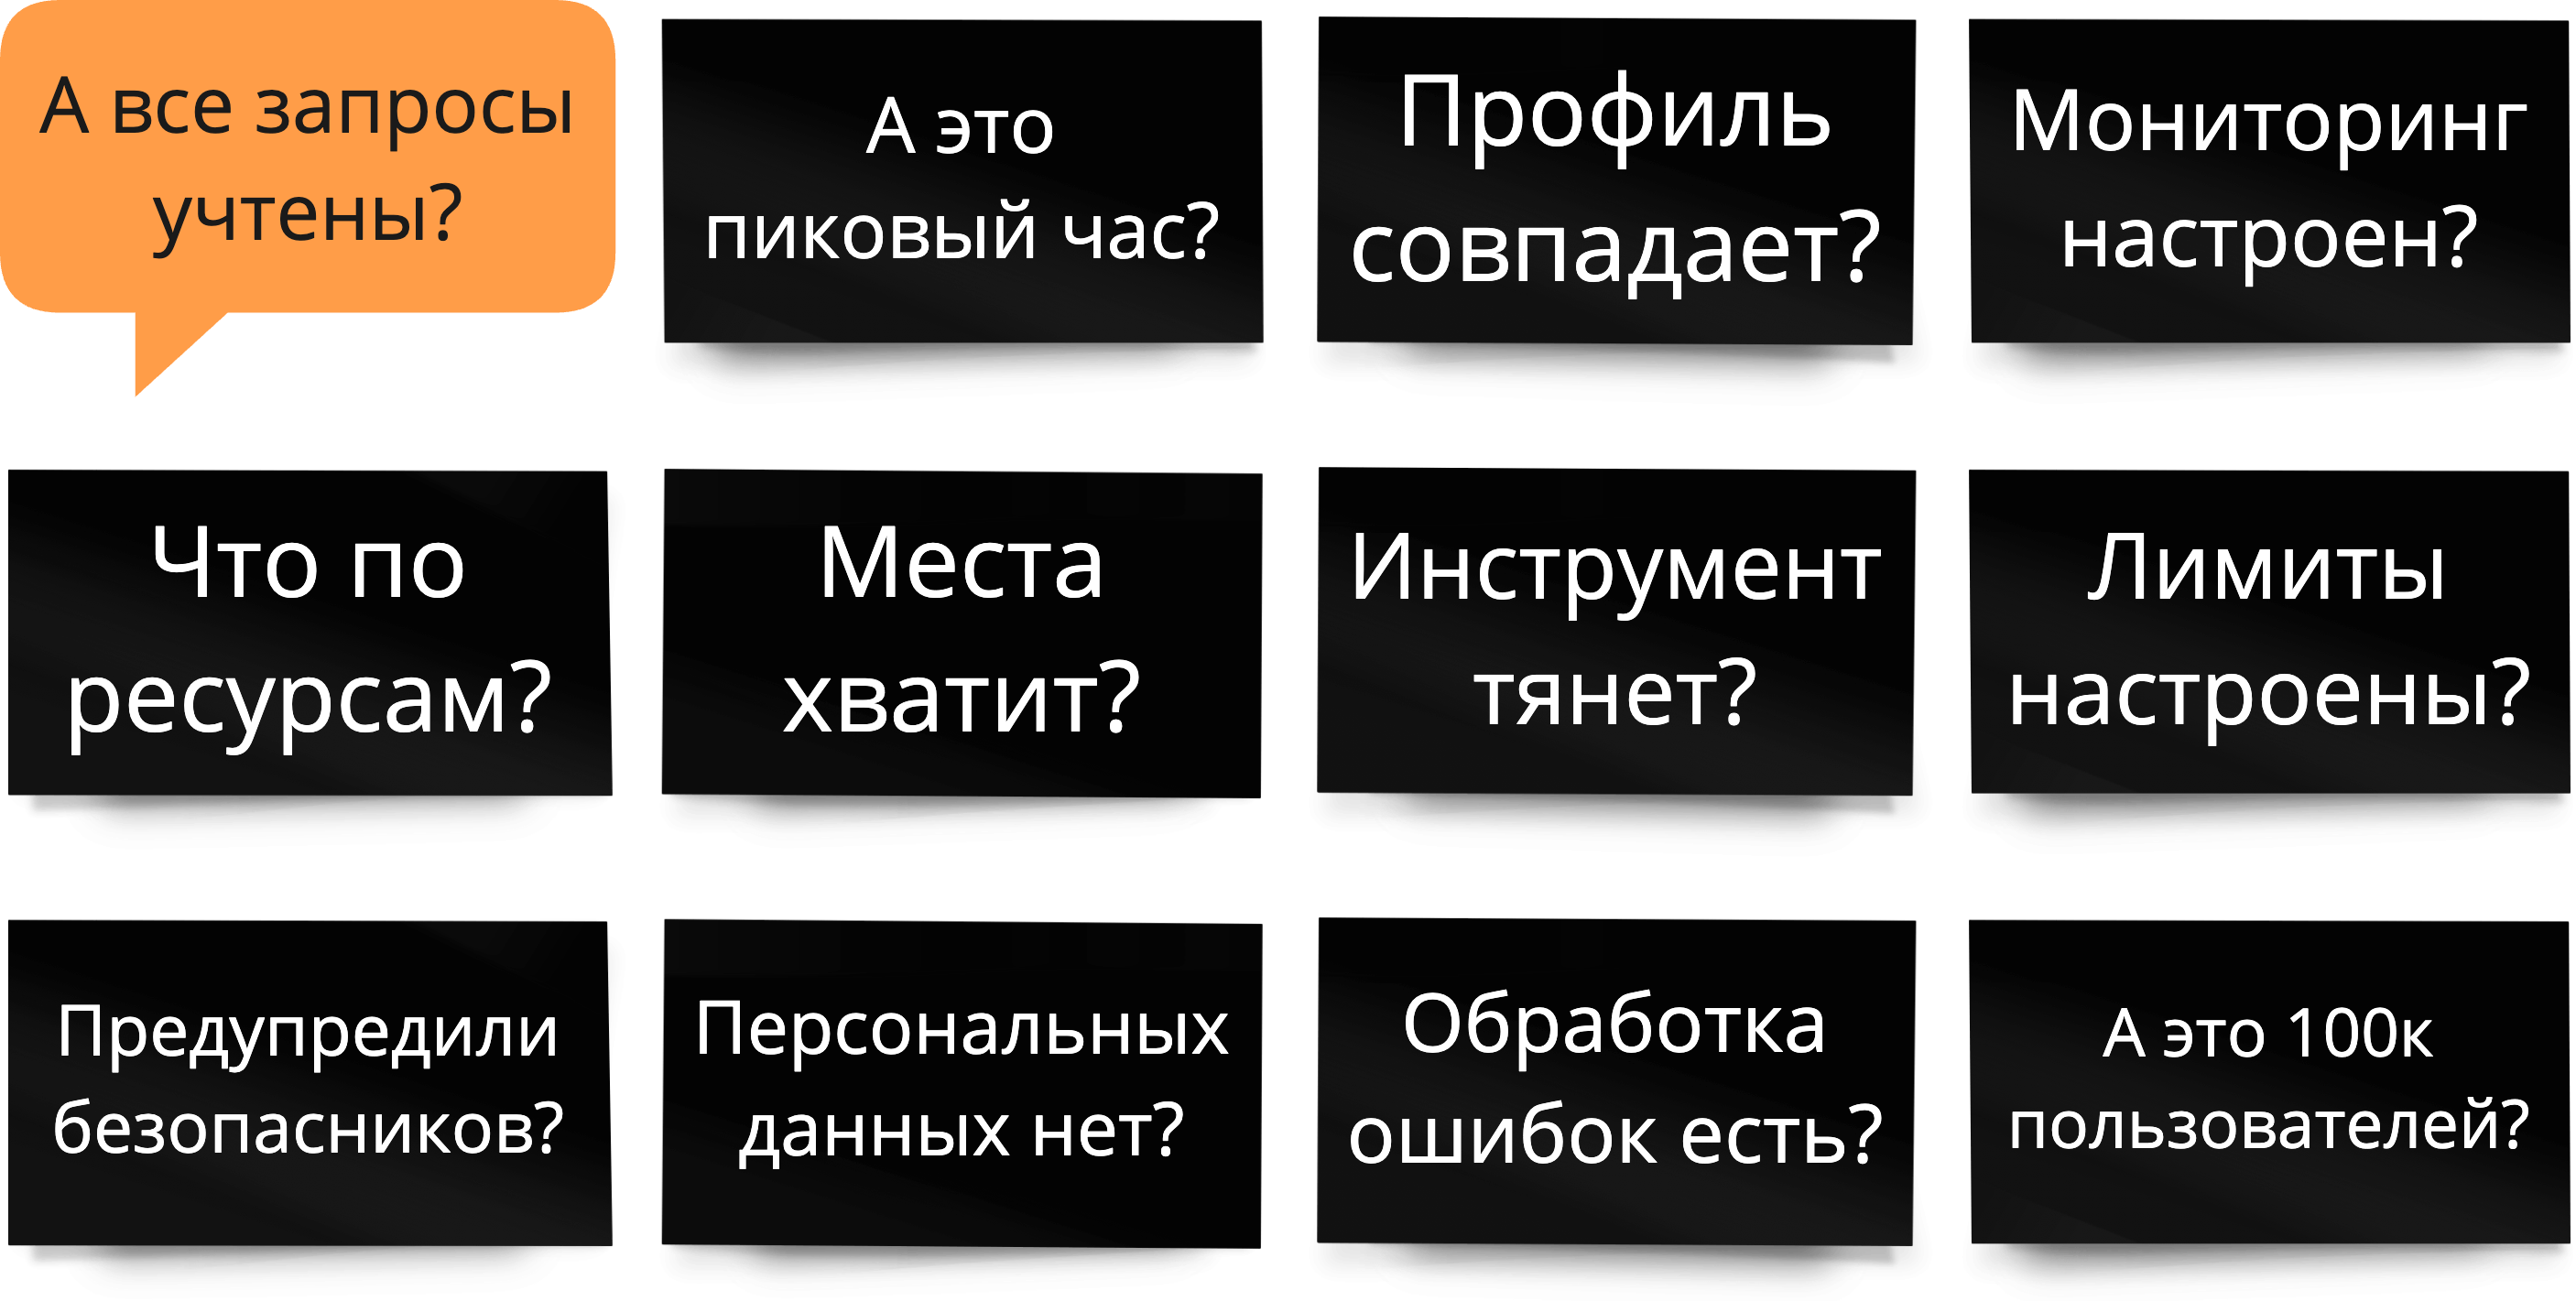 А все запросы
учтены?
А это
пиковый час?
Профиль
совпадает?
Мониторинг
настроен?
Что по
ресурсам?
Места
хватит?
Инструмент
тянет?
Лимиты
настроены?
Предупредили
безопасников?
Персональных
данных нет?
Обработка
ошибок есть?
А это 100к
пользователей?